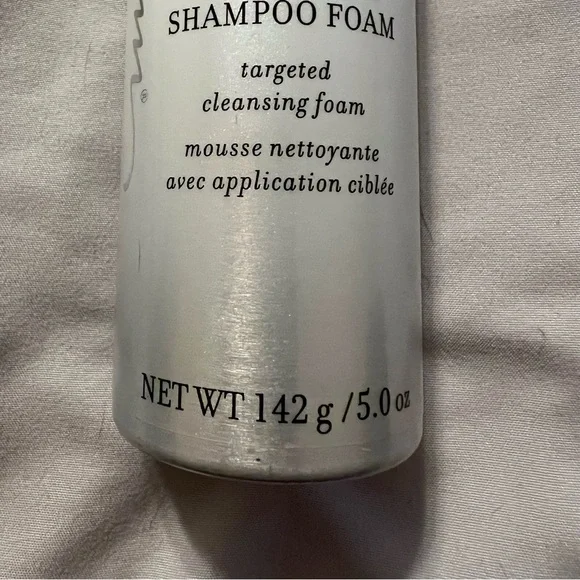 SHAMPOO FOAM
targeted
cleansing foam
mousse nettoyante
avec application ciblée
®
NET WT 142 g / 5.0 oz